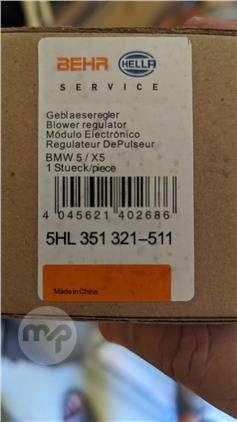 BEHR HELLA
SERVICE
Geblaeseregler
Blower regulator
Módulo Electrónico
Regulateur DePulseur
BMW 5 / X5
1 Stueck/piece
4 045621 402686
5HL 351 321-511
Made in China
mp